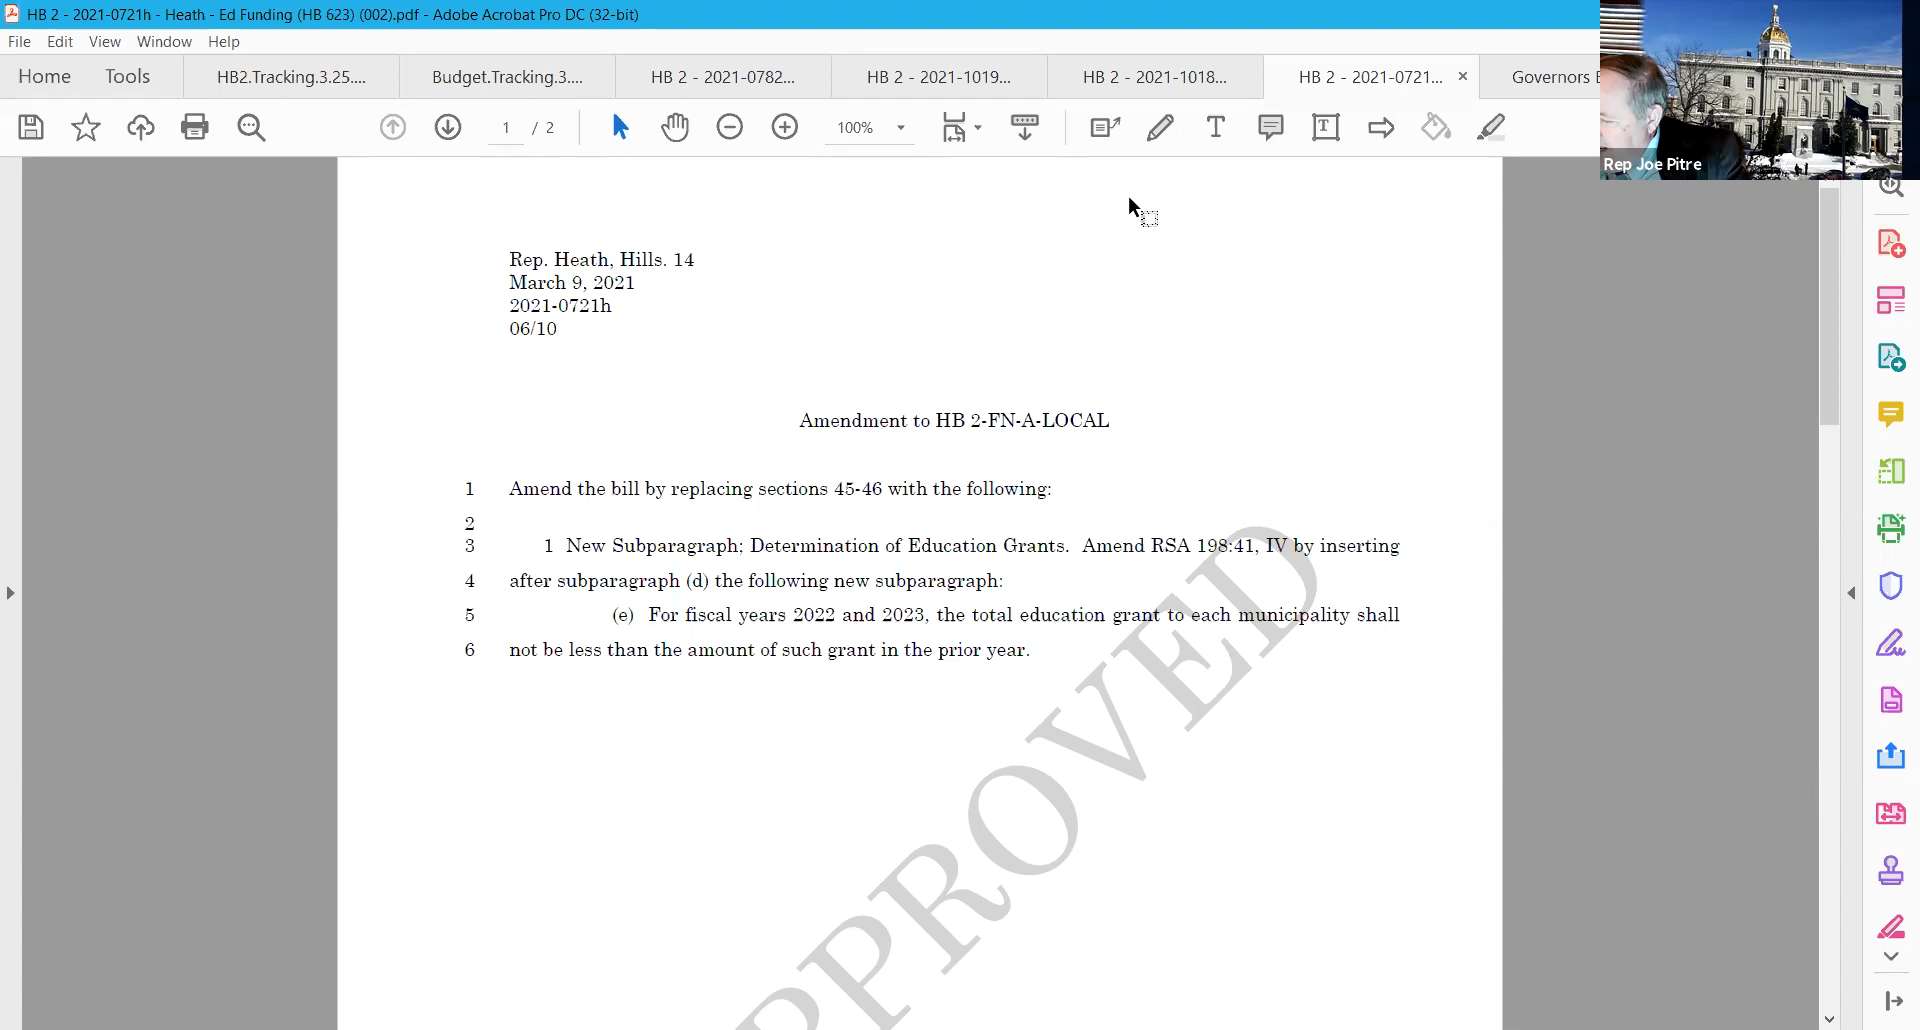 HB 2 - 2021-0721h - Heath - Ed Funding (HB 623) (002).pdf - Adobe Acrobat Pro DC (32-bit)
File Edit View Window Help
Home Tools HB2.Tracking.3.25.... Budget.Tracking.3.... HB 2 - 2021-0782... HB 2 - 2021-1019... HB 2 - 2021-1018... HB 2 - 2021-0721... × Governors
1 / 2 100%
Rep Joe Pitre
Rep. Heath, Hills. 14
March 9, 2021
2021-0721h
06/10
Amendment to HB 2-FN-A-LOCAL
1 Amend the bill by replacing sections 45-46 with the following:
2
3 1 New Subparagraph; Determination of Education Grants. Amend RSA 198:41, IV by inserting
4 after subparagraph (d) the following new subparagraph:
5 (e) For fiscal years 2022 and 2023, the total education grant to each municipality shall
6 not be less than the amount of such grant in the prior year.
PPROVED